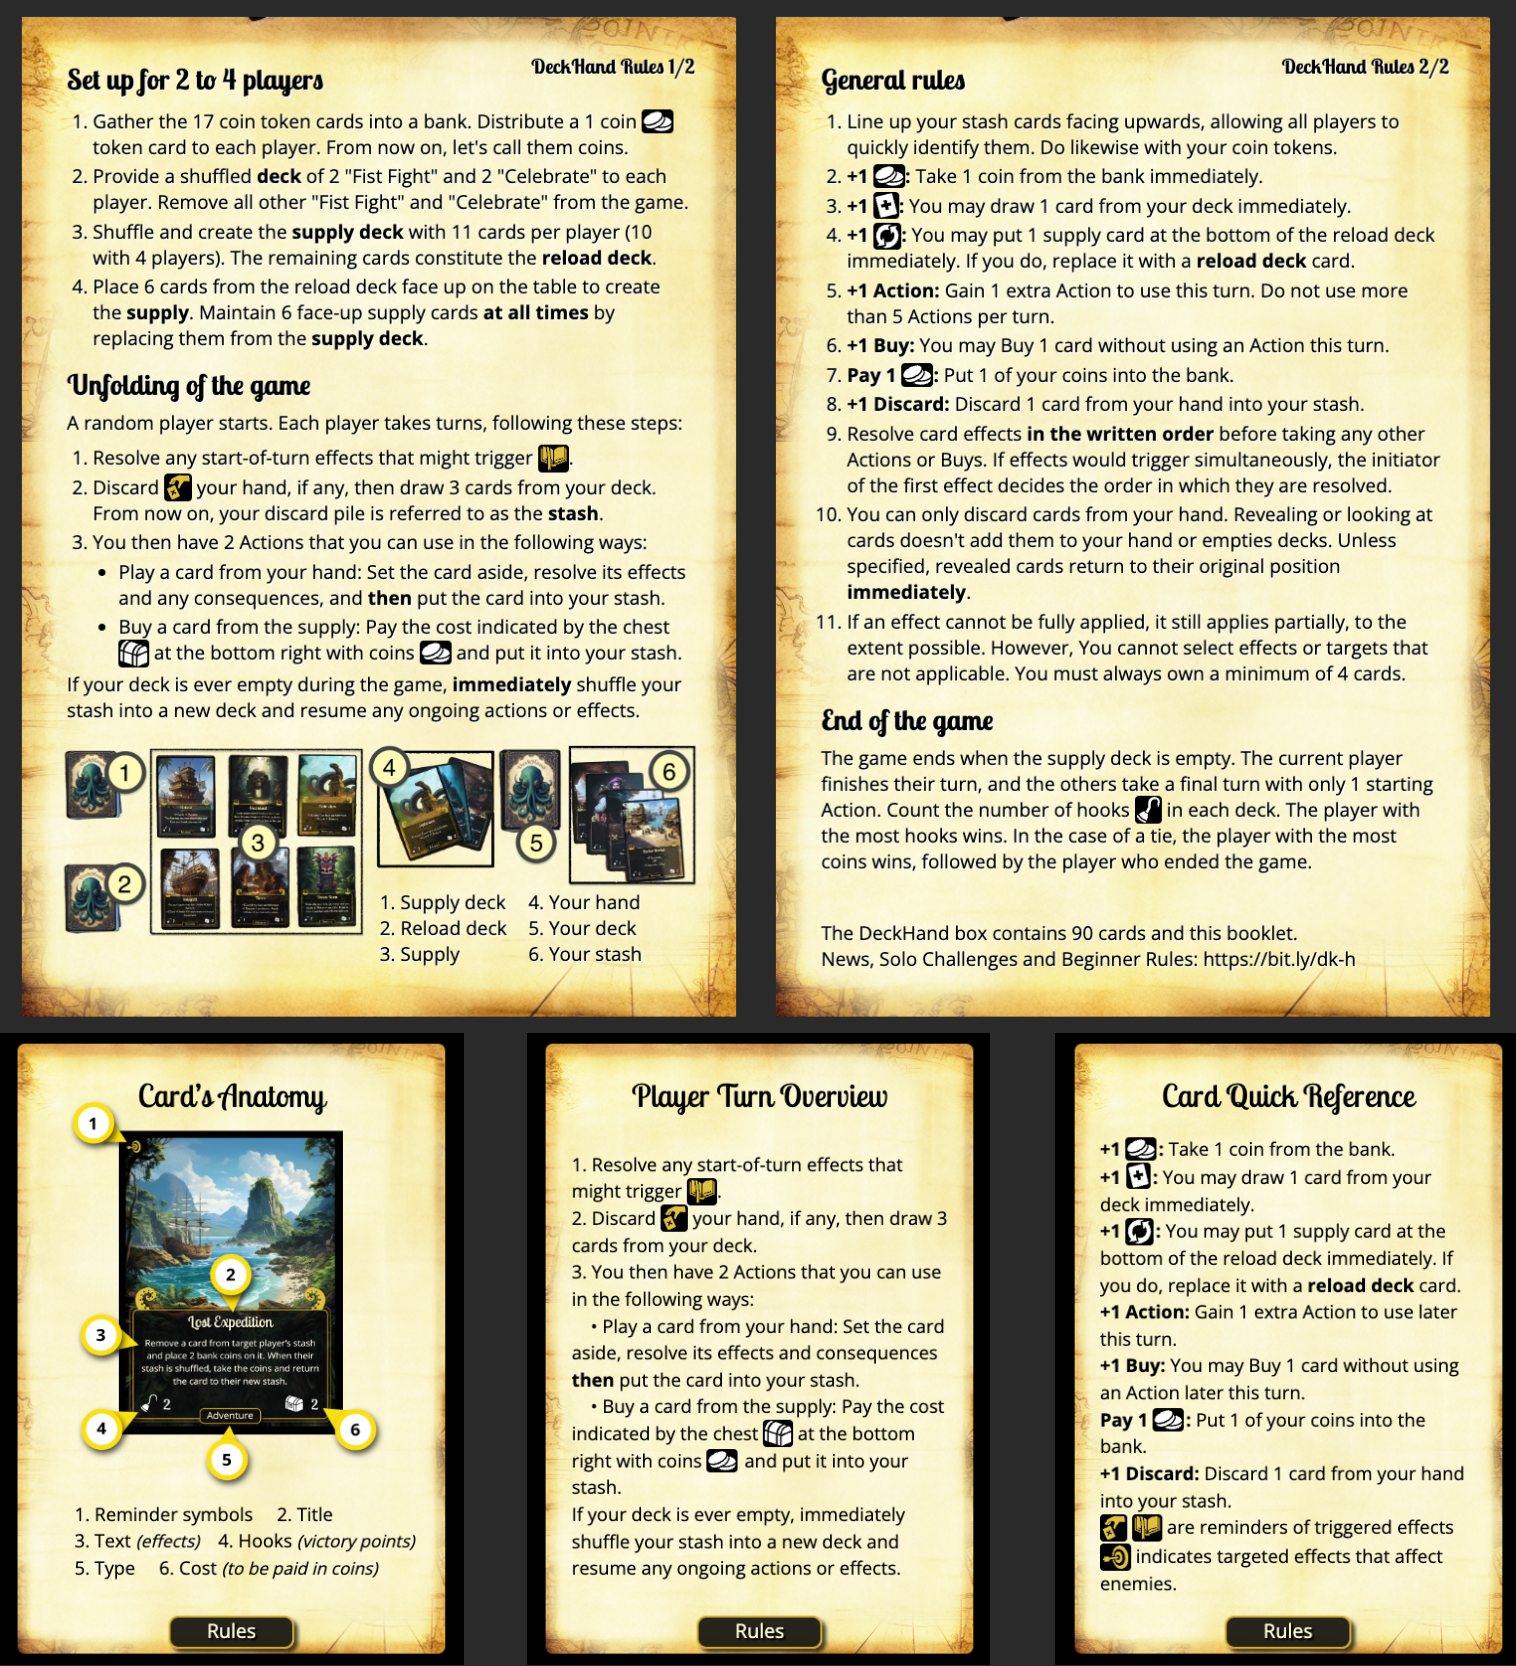 DeckHand Rules 1/2
Set up for 2 to 4 players
1. Gather the 17 coin token cards into a bank. Distribute a 1 coin
token card to each player. From now on, let's call them coins.
2. Provide a shuffled deck of 2 "Fist Fight" and 2 "Celebrate" to each
player. Remove all other "Fist Fight" and "Celebrate" from the game.
3. Shuffle and create the supply deck with 11 cards per player (10
with 4 players). The remaining cards constitute the reload deck.
4. Place 6 cards from the reload deck face up on the table to create
the supply. Maintain 6 face-up supply cards at all times by
replacing them from the supply deck.
Unfolding of the game
A random player starts. Each player takes turns, following these steps:
1. Resolve any start-of-turn effects that might trigger .
2. Discard your hand, if any, then draw 3 cards from your deck.
From now on, your discard pile is referred to as the stash.
3. You then have 2 Actions that you can use in the following ways:
• Play a card from your hand: Set the card aside, resolve its effects
and any consequences, and then put the card into your stash.
• Buy a card from the supply: Pay the cost indicated by the chest
at the bottom right with coins and put it into your stash.
If your deck is ever empty during the game, immediately shuffle your
stash into a new deck and resume any ongoing actions or effects.
1
2
3
4
5
6
1. Supply deck 4. Your hand
2. Reload deck 5. Your deck
3. Supply 6. Your stash
DeckHand Rules 2/2
General rules
1. Line up your stash cards facing upwards, allowing all players to
quickly identify them. Do likewise with your coin tokens.
2. +1 : Take 1 coin from the bank immediately.
3. +1 : You may draw 1 card from your deck immediately.
4. +1 : You may put 1 supply card at the bottom of the reload deck
immediately. If you do, replace it with a reload deck card.
5. +1 Action: Gain 1 extra Action to use this turn. Do not use more
than 5 Actions per turn.
6. +1 Buy: You may Buy 1 card without using an Action this turn.
7. Pay 1 : Put 1 of your coins into the bank.
8. +1 Discard: Discard 1 card from your hand into your stash.
9. Resolve card effects in the written order before taking any other
Actions or Buys. If effects would trigger simultaneously, the initiator
of the first effect decides the order in which they are resolved.
10. You can only discard cards from your hand. Revealing or looking at
cards doesn't add them to your hand or empties decks. Unless
specified, revealed cards return to their original position
immediately.
11. If an effect cannot be fully applied, it still applies partially, to the
extent possible. However, You cannot select effects or targets that
are not applicable. You must always own a minimum of 4 cards.
End of the game
The game ends when the supply deck is empty. The current player
finishes their turn, and the others take a final turn with only 1 starting
Action. Count the number of hooks in each deck. The player with
the most hooks wins. In the case of a tie, the player with the most
coins wins, followed by the player who ended the game.
The DeckHand box contains 90 cards and this booklet.
News, Solo Challenges and Beginner Rules: https://bit.ly/dk-h
Card's Anatomy
1
2
Lost Expedition
3
Remove a card from target player's stash
and place 2 bank coins on it. When their
stash is shuffled, take the coins and return
the card to their new stash.
2
2
Adventure
4
5
6
1. Reminder symbols 2. Title
3. Text (effects) 4. Hooks (victory points)
5. Type 6. Cost (to be paid in coins)
Rules
Player Turn Overview
1. Resolve any start-of-turn effects that
might trigger .
2. Discard your hand, if any, then draw 3
cards from your deck.
3. You then have 2 Actions that you can use
in the following ways:
• Play a card from your hand: Set the card
aside, resolve its effects and consequences
then put the card into your stash.
• Buy a card from the supply: Pay the cost
indicated by the chest at the bottom
right with coins and put it into your
stash.
If your deck is ever empty, immediately
shuffle your stash into a new deck and
resume any ongoing actions or effects.
Rules
Card Quick Reference
+1 : Take 1 coin from the bank.
+1 : You may draw 1 card from your
deck immediately.
+1 : You may put 1 supply card at the
bottom of the reload deck immediately. If
you do, replace it with a reload deck card.
+1 Action: Gain 1 extra Action to use later
this turn.
+1 Buy: You may Buy 1 card without using
an Action later this turn.
Pay 1 : Put 1 of your coins into the
bank.
+1 Discard: Discard 1 card from your hand
into your stash.
are reminders of triggered effects
indicates targeted effects that affect
enemies.
Rules